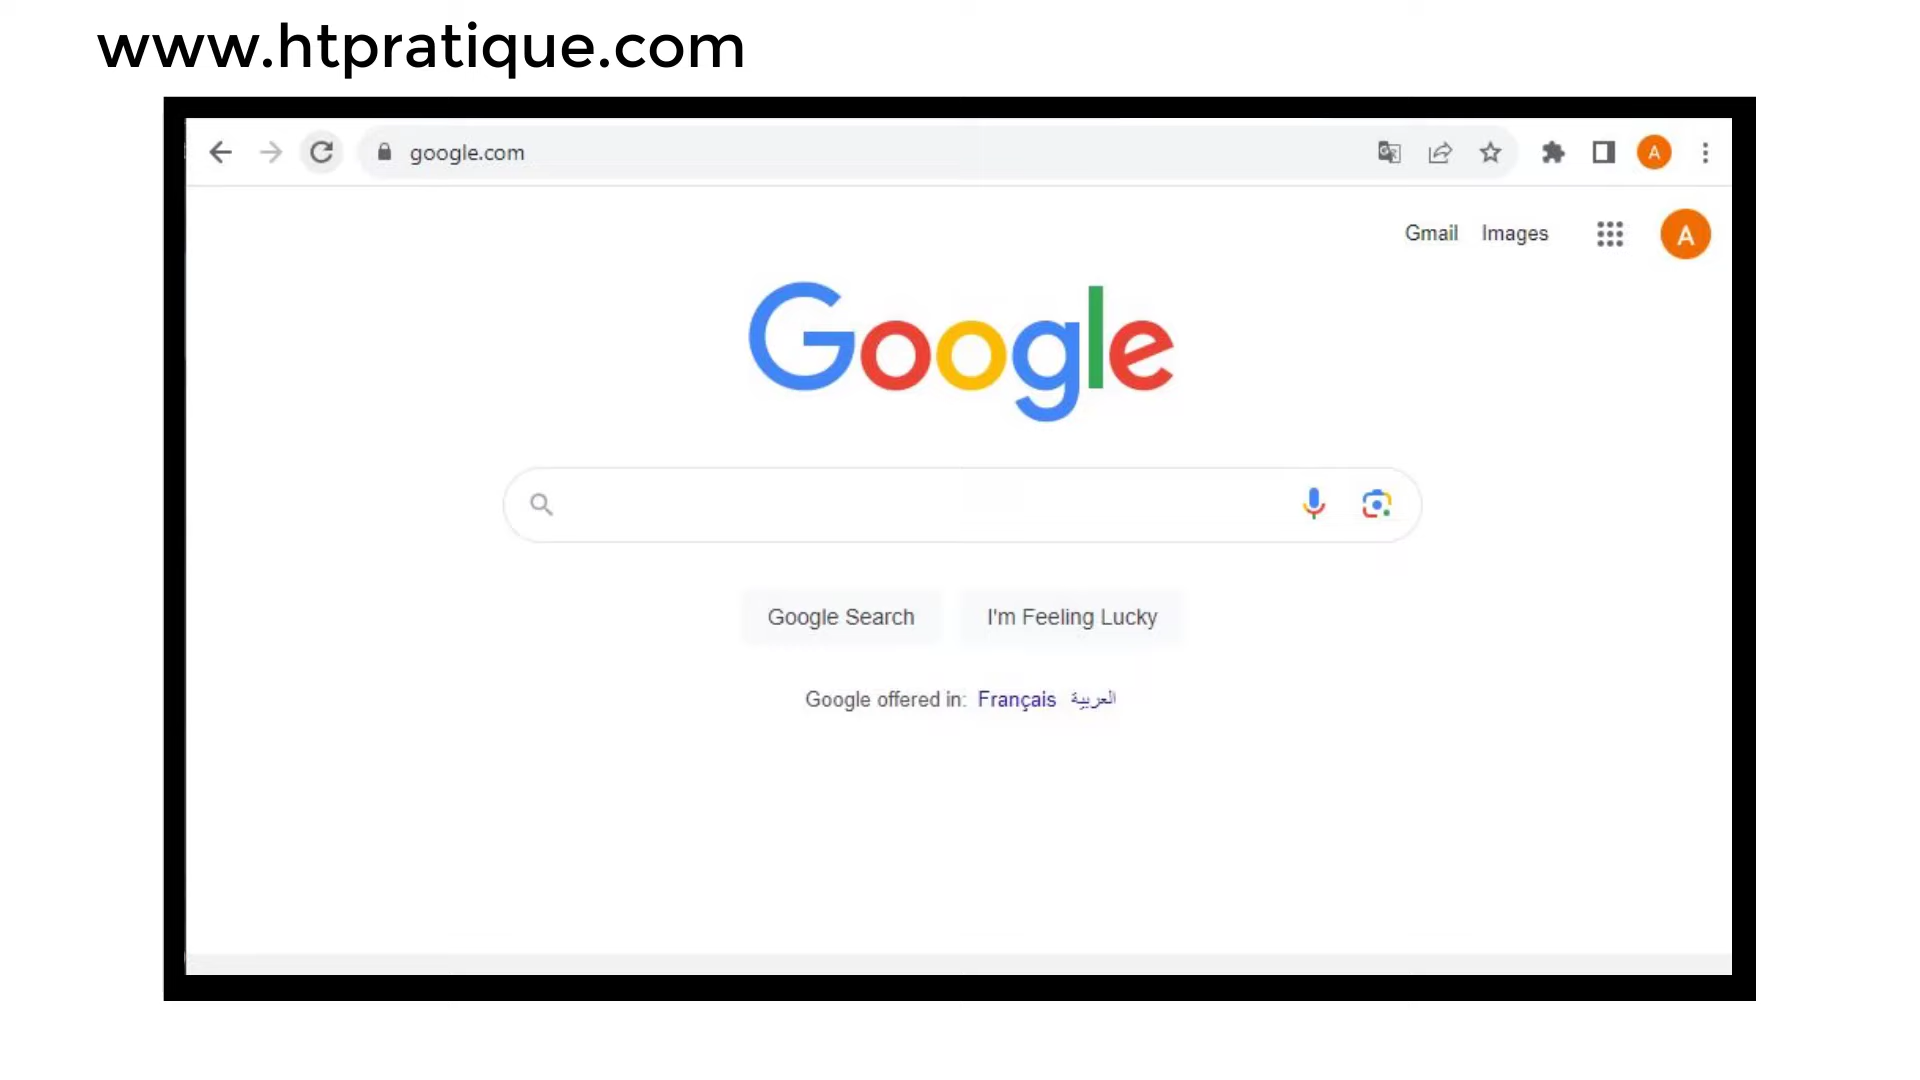 www.htpratique.com
google.com
A
Gmail Images
A
Google
Google Search I'm Feeling Lucky
Google offered in: Français العربية